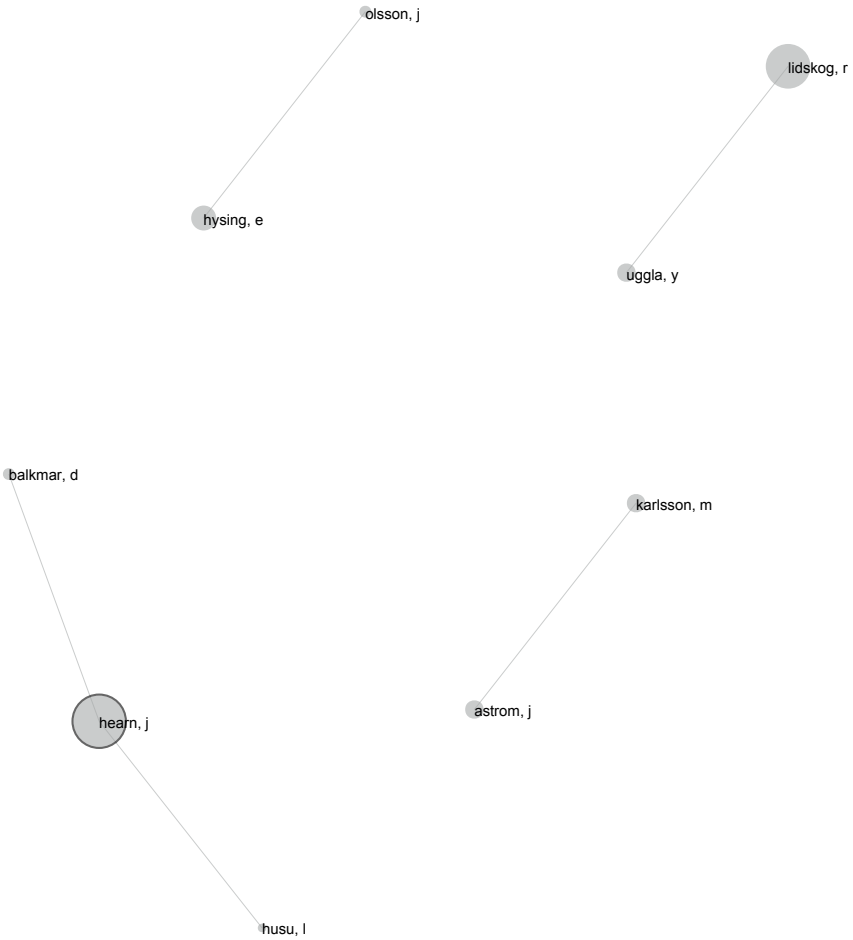 olsson, j
lidskog, r
hysing, e
uggla, y
balkmar, d
karlsson, m
astrom, j
hearn, j
husu, l